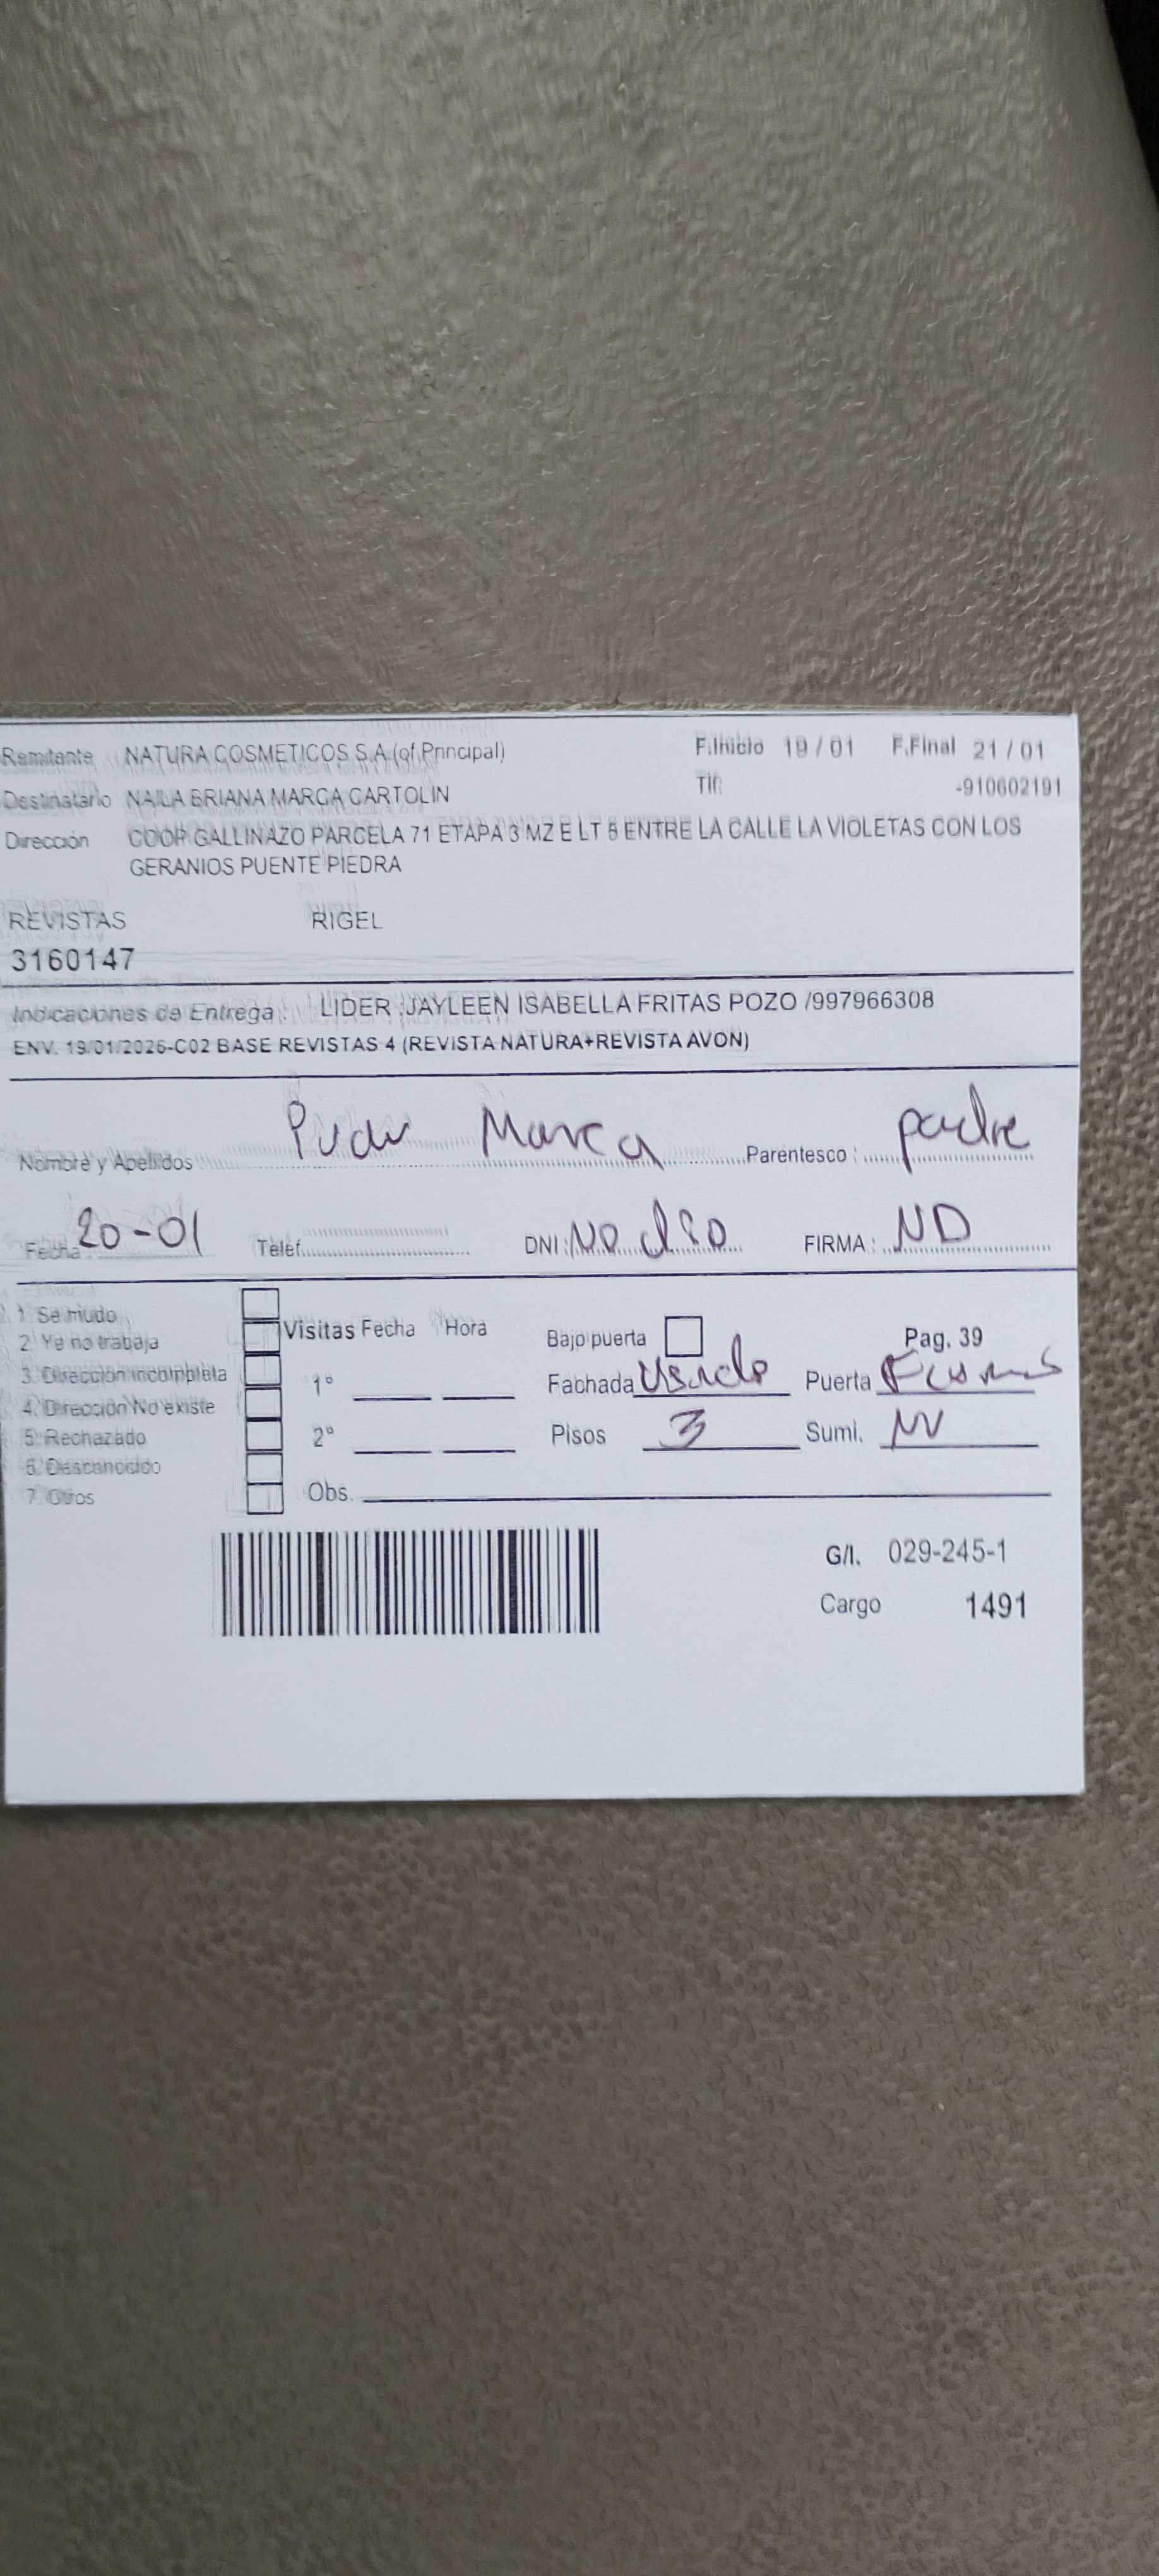 Remitante NATURA COSMETICOS S.A.(of.Principal) F.Inicio 19 / 01 F.Final 21 / 01
Destinatario NAILA BRIANA MARCA CARTOLIN Tlf: -910602191
Dirección COOP GALLINAZO PARCELA 71 ETAPA 3 MZ E LT ENTRE LA CALLE LA VIOLETAS CON LOS
GERANIOS PUENTE PIEDRA
REVISTAS RIGEL
3160147
Indicaciones de Entrega : LIDER :JAYLEEN ISABELLA FRITAS POZO /997966308
ENV. 19/01/2026-C02 BASE REVISTAS 4 (REVISTA NATURA+REVISTA AVON)
Nombre y Apellidos Marca Parentesco : padre
Fecha 20-01 Telef. DNI: NO dio FIRMA : ND
1. Se mudo
2. Ya no trabaja
3. Dirección incompleta
4. Dirección No existe
5. Rechazado
6. Desconocido
7. Otros
Visitas Fecha Hora
1°
2°
Obs.
Bajo puerta Pag. 39
Fachada Puerta
Pisos 3 Sumi.
G/I. 029-245-1
Cargo 1491